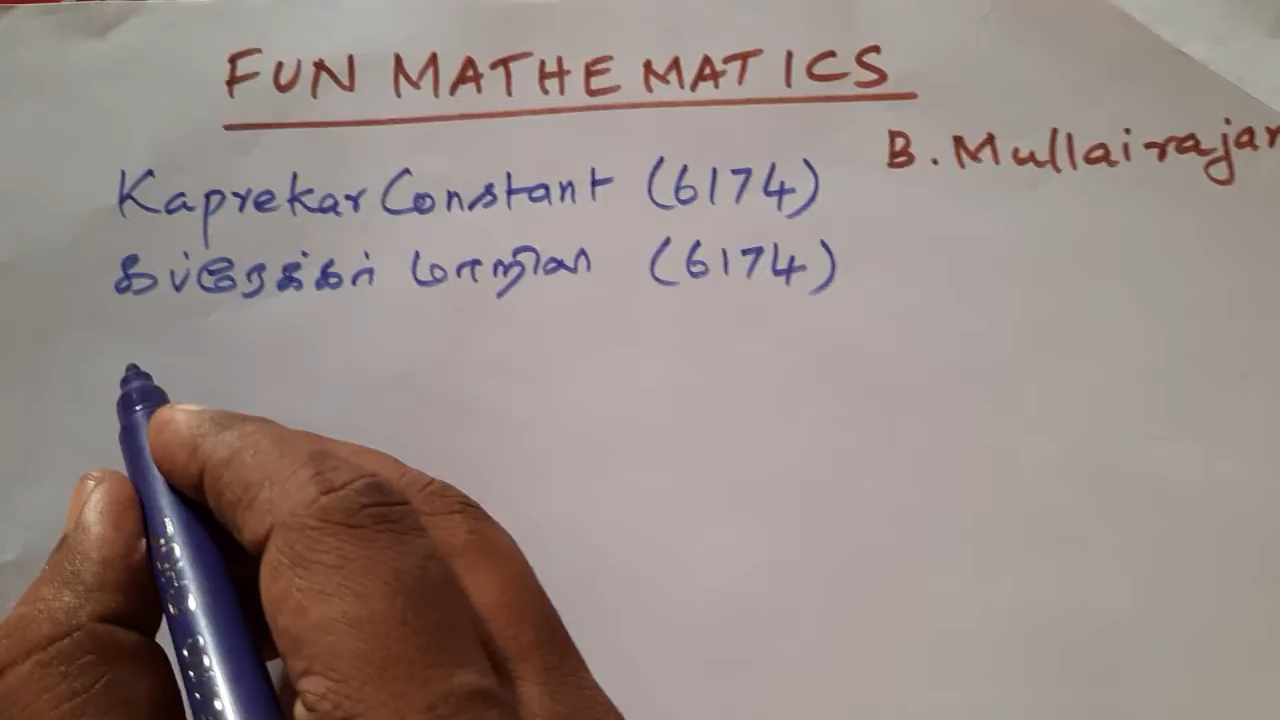 FUN MATHEMATICS
B. Mullairajan
Kaprekar Constant (6174)
கப்ரேக்கர் மாறிலி (6174)